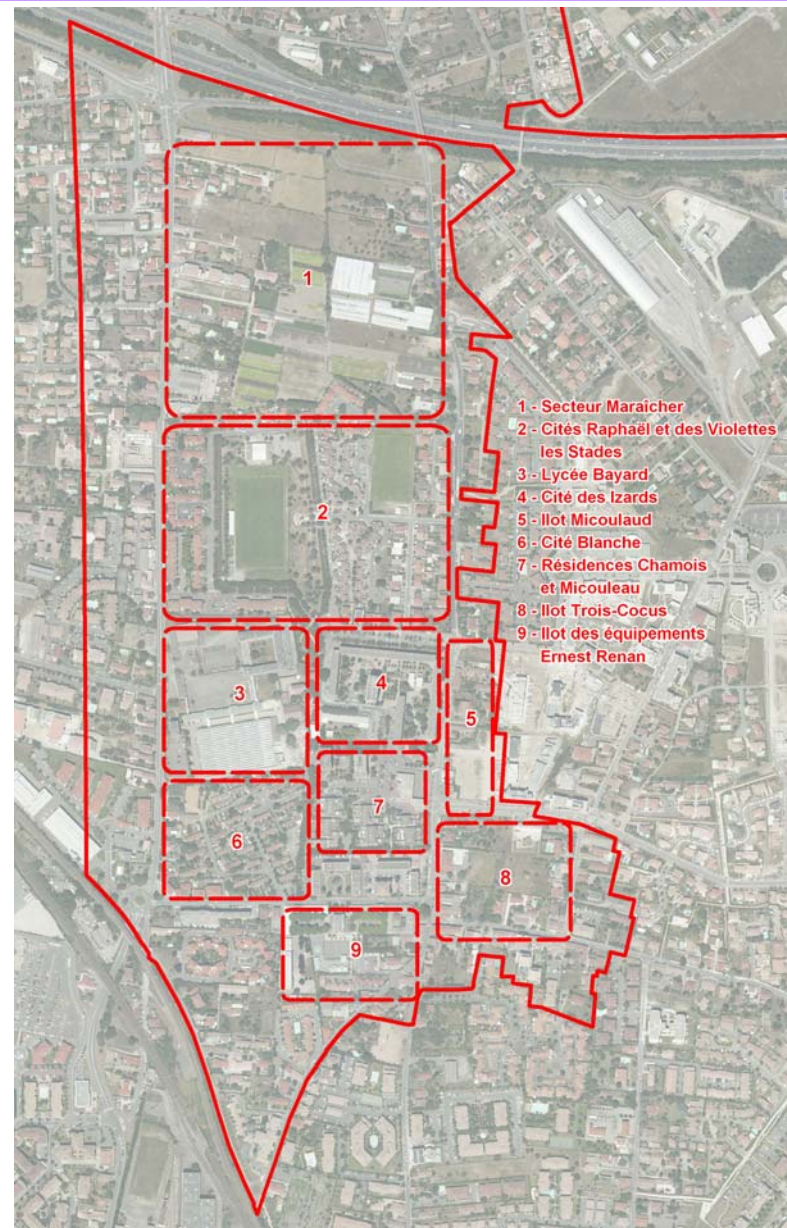 1
1 - Secteur Maraîcher
2 - Cités Raphaël et des Violettes
les Stades
3 - Lycée Bayard
4 - Cité des Izards
5 - Ilot Micoulaud
6 - Cité Blanche
7 - Résidences Chamois
et Micouleau
8 - Ilot Trois-Cocus
9 - Ilot des équipements
Ernest Renan
2
3
4
5
7
6
8
9